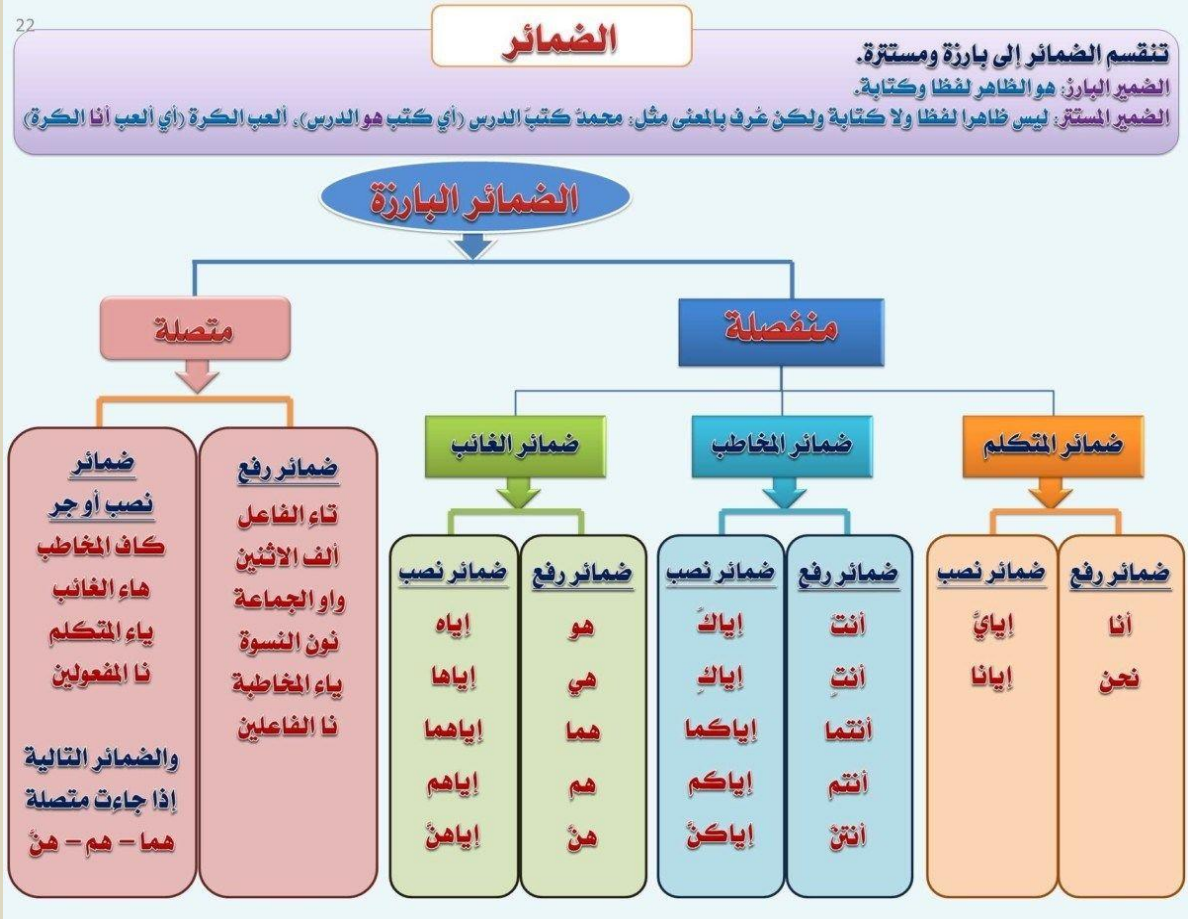 22
الضمائر
تنقسم الضمائر إلى بارزة ومستترة.
الضمير البارز: هو الظاهر لفظا وكتابة.
الضمير المستتر: ليس ظاهرا لفظا ولا كتابة ولكن عُرف بالمعنى مثل: محمدٌ كتبَ الدرس (أي كتب هو الدرس)، ألعب الكرة (أي ألعب أنا الكرة)
الضمائر البارزة
منفصلة
متصلة
ضمائر المتكلم
ضمائر رفع
أنا
نحن
ضمائر نصب
إيايَ
إيانا
ضمائر المخاطب
ضمائر رفع
أنتَ
أنتِ
أنتما
أنتم
أنتنّ
ضمائر نصب
إياكَ
إياكِ
إياكما
إياكم
إياكنّ
ضمائر الغائب
ضمائر رفع
هو
هي
هما
هم
هنّ
ضمائر نصب
إياه
إياها
إياهما
إياهم
إياهنّ
ضمائر رفع
تاء الفاعل
ألف الاثنين
واو الجماعة
نون النسوة
ياء المخاطبة
نا الفاعلين
ضمائر
نصب أو جر
كاف المخاطب
هاء الغائب
ياء المتكلم
نا المفعولين
والضمائر التالية
إذا جاءت متصلة
هما – هم – هنّ